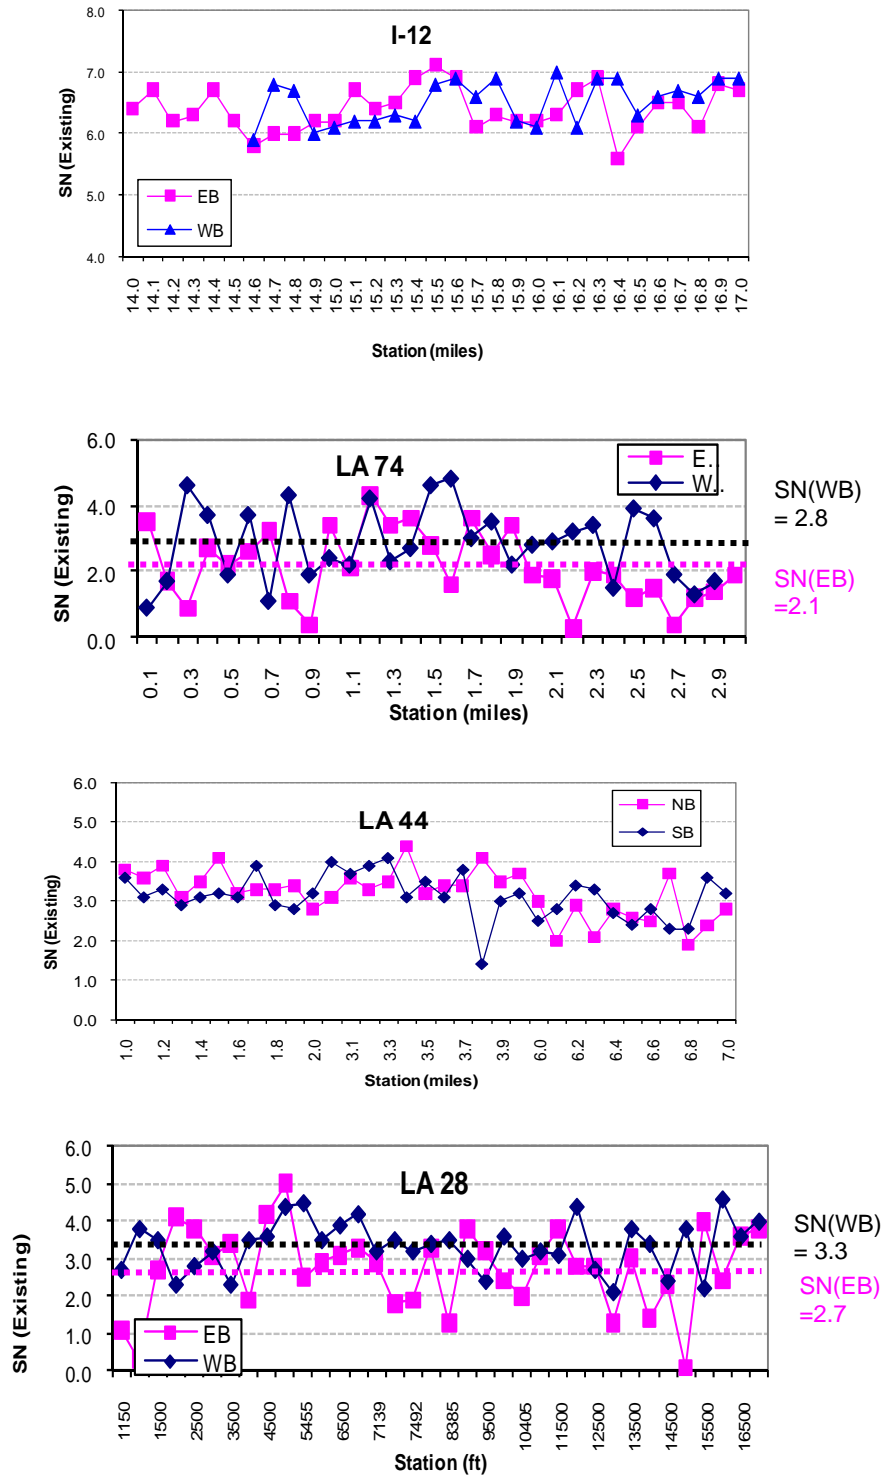 I-12
SN (Existing)
8.0
7.0
6.0
5.0
4.0
EB
WB
14.0 14.1 14.2 14.3 14.4 14.5 14.6 14.7 14.8 14.9 15.0 15.1 15.2 15.3 15.4 15.5 15.6 15.7 15.8 15.9 16.0 16.1 16.2 16.3 16.4 16.5 16.6 16.7 16.8 16.9 17.0
Station (miles)
LA 74
SN (Existing)
6.0
4.0
2.0
0.0
E..
W..
SN(WB)
= 2.8
SN(EB)
=2.1
0.1 0.3 0.5 0.7 0.9 1.1 1.3 1.5 1.7 1.9 2.1 2.3 2.5 2.7 2.9
Station (miles)
LA 44
SN (Existing)
6.0
5.0
4.0
3.0
2.0
1.0
0.0
NB
SB
1.0 1.2 1.4 1.6 1.8 2.0 3.1 3.3 3.5 3.7 3.9 6.0 6.2 6.4 6.6 6.8 7.0
Station (miles)
LA 28
SN (Existing)
6.0
5.0
4.0
3.0
2.0
1.0
0.0
EB
WB
SN(WB)
= 3.3
SN(EB)
=2.7
1150 1500 2500 3500 4500 5455 6500 7139 7492 8385 9500 10405 11500 12500 13500 14500 15500 16500
Station (ft)